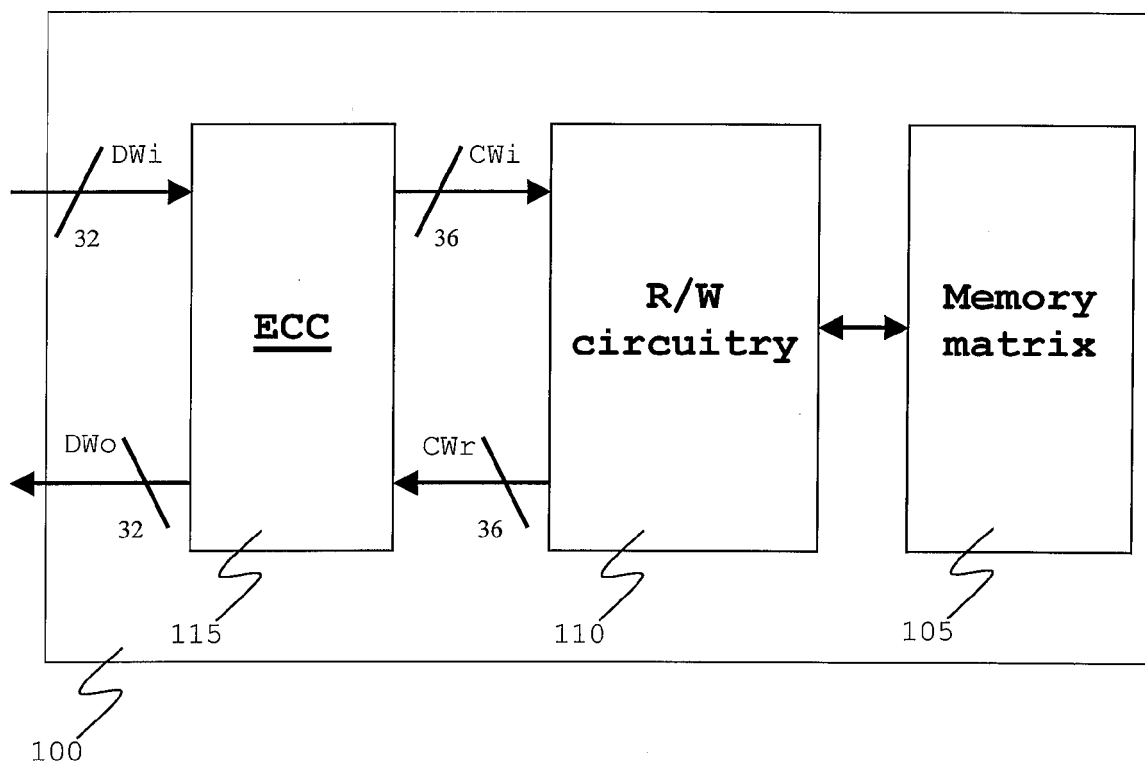 DWi
CWi
32
36
ECC
R/W
circuitry
Memory
matrix
DWo
CWr
32
36
115
110
105
100